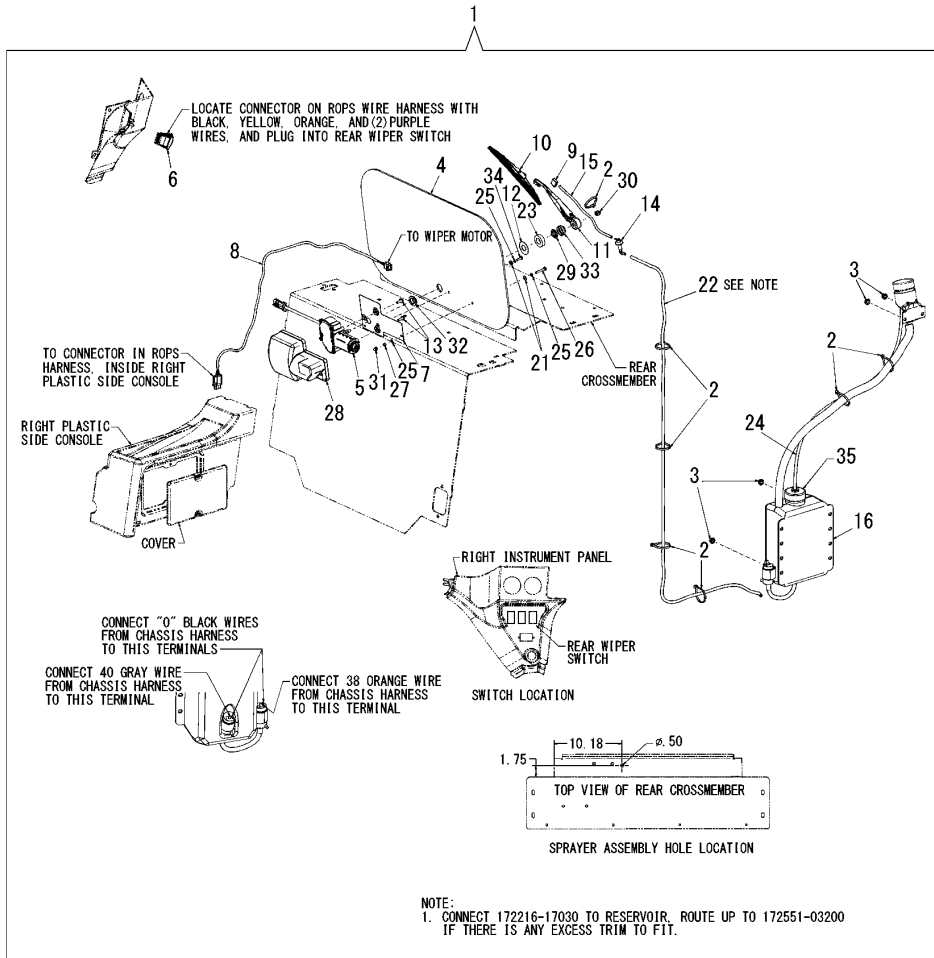 1
LOCATE CONNECTOR ON ROPS WIRE HARNESS WITH
BLACK, YELLOW, ORANGE, AND(2)PURPLE
WIRES, AND PLUG INTO REAR WIPER SWITCH
6
10
9
15
2
30
4
34
12
25
23
14
11
TO WIPER MOTOR
29
33
8
3
22 SEE NOTE
13
32
21
25
26
REAR
CROSSMEMBER
TO CONNECTOR IN ROPS
HARNESS, INSIDE RIGHT
PLASTIC SIDE CONSOLE
5
31
27
25
7
28
2
2
RIGHT PLASTIC
SIDE CONSOLE
24
35
3
16
COVER
2
RIGHT INSTRUMENT PANEL
REAR WIPER
SWITCH
SWITCH LOCATION
CONNECT "0" BLACK WIRES
FROM CHASSIS HARNESS
TO THIS TERMINALS
CONNECT 40 GRAY WIRE
FROM CHASSIS HARNESS
TO THIS TERMINAL
CONNECT 38 ORANGE WIRE
FROM CHASSIS HARNESS
TO THIS TERMINAL
10.18
ø.50
1.75
TOP VIEW OF REAR CROSSMEMBER
SPRAYER ASSEMBLY HOLE LOCATION
NOTE:
1. CONNECT 172216-17030 TO RESERVOIR, ROUTE UP TO 172551-03200
IF THERE IS ANY EXCESS TRIM TO FIT.